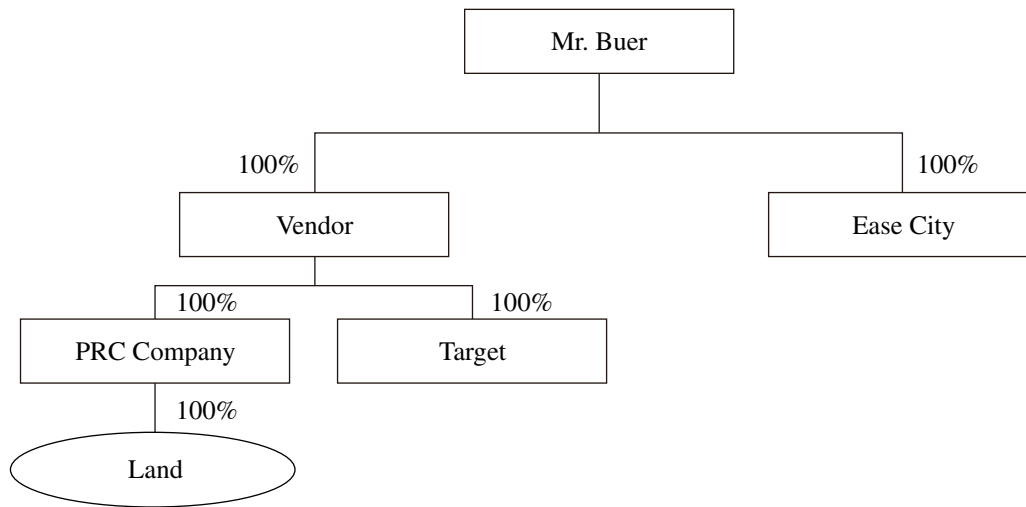 Mr. Buer
100%
100%
Vendor
Ease City
100%
100%
PRC Company
Target
100%
Land